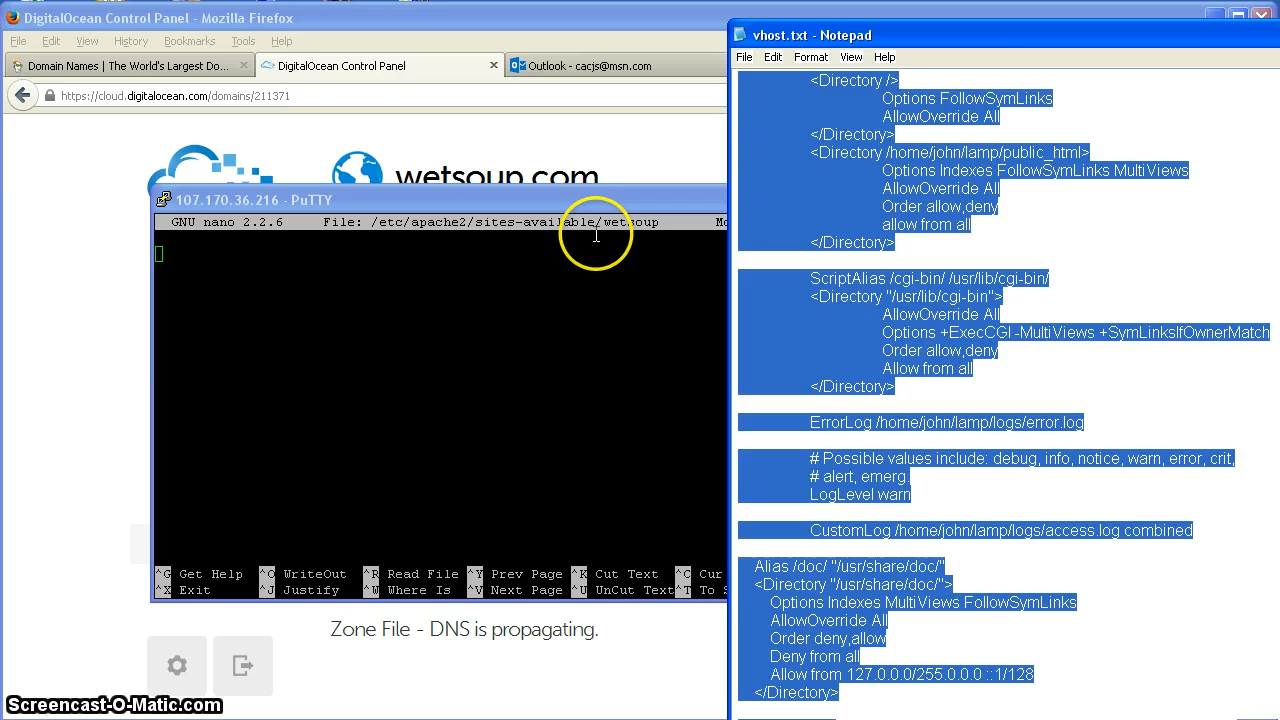 DigitalOcean Control Panel - Mozilla Firefox
File Edit View History Bookmarks Tools Help
Domain Names | The World's Largest Do...
DigitalOcean Control Panel
Outlook - cacjs@msn.com
https://cloud.digitalocean.com/domains/211371
wetsoup.com
107.170.36.216 - PuTTY
GNU nano 2.2.6 File: /etc/apache2/sites-available/wetsoup Mo
^G Get Help ^O WriteOut ^R Read File ^Y Prev Page ^K Cut Text ^C Cur
^X Exit ^J Justify ^W Where Is ^V Next Page ^U UnCut Text ^T To S
Zone File - DNS is propagating.
Screencast-O-Matic.com
vhost.txt - Notepad
File Edit Format View Help
<Directory />
Options FollowSymLinks
AllowOverride All
</Directory>
<Directory /home/john/lamp/public_html>
Options Indexes FollowSymLinks MultiViews
AllowOverride All
Order allow,deny
allow from all
</Directory>
ScriptAlias /cgi-bin/ /usr/lib/cgi-bin/
<Directory "/usr/lib/cgi-bin">
AllowOverride All
Options +ExecCGI -MultiViews +SymLinksIfOwnerMatch
Order allow,deny
Allow from all
</Directory>
ErrorLog /home/john/lamp/logs/error.log
# Possible values include: debug, info, notice, warn, error, crit,
# alert, emerg.
LogLevel warn
CustomLog /home/john/lamp/logs/access.log combined
Alias /doc/ "/usr/share/doc/"
<Directory "/usr/share/doc/">
Options Indexes MultiViews FollowSymLinks
AllowOverride All
Order deny,allow
Deny from all
Allow from 127.0.0.0/255.0.0.0 ::1/128
</Directory>